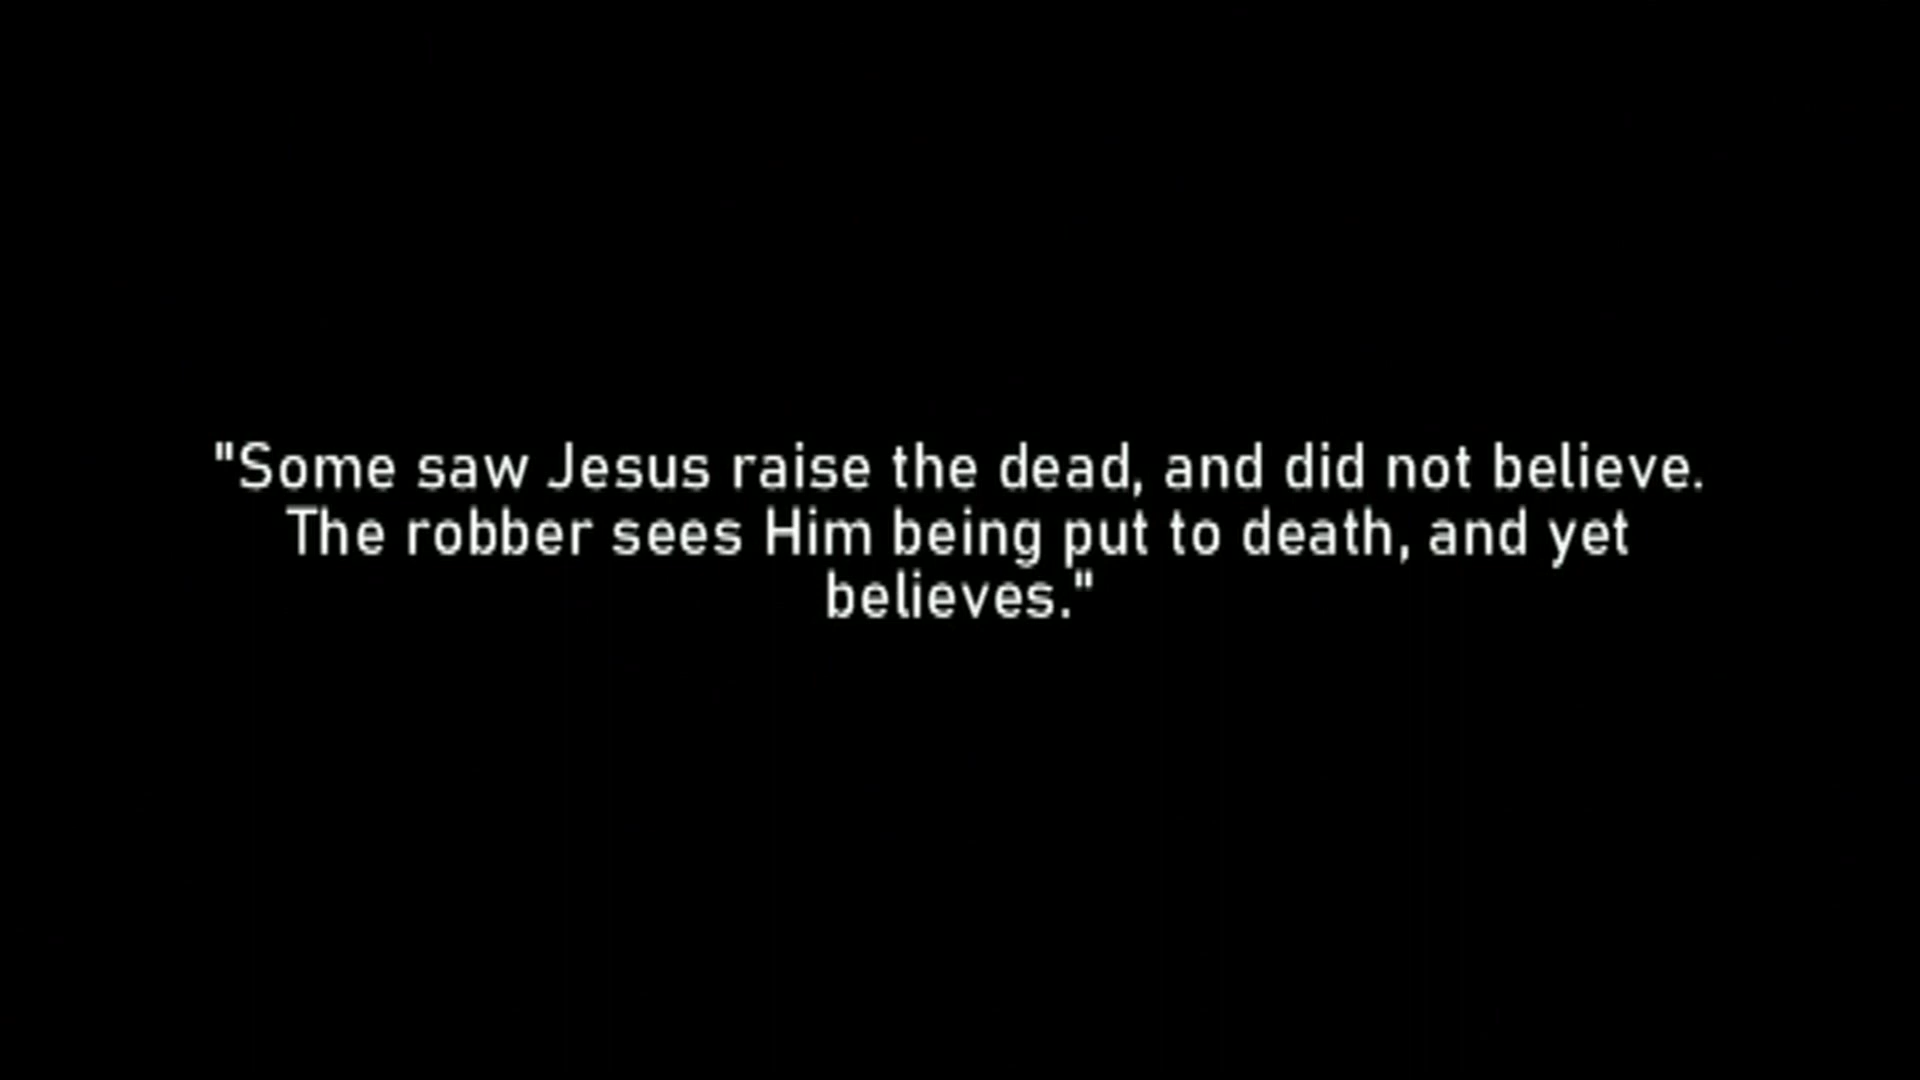 "Some saw Jesus raise the dead, and did not believe.
The robber sees Him being put to death, and yet
believes."